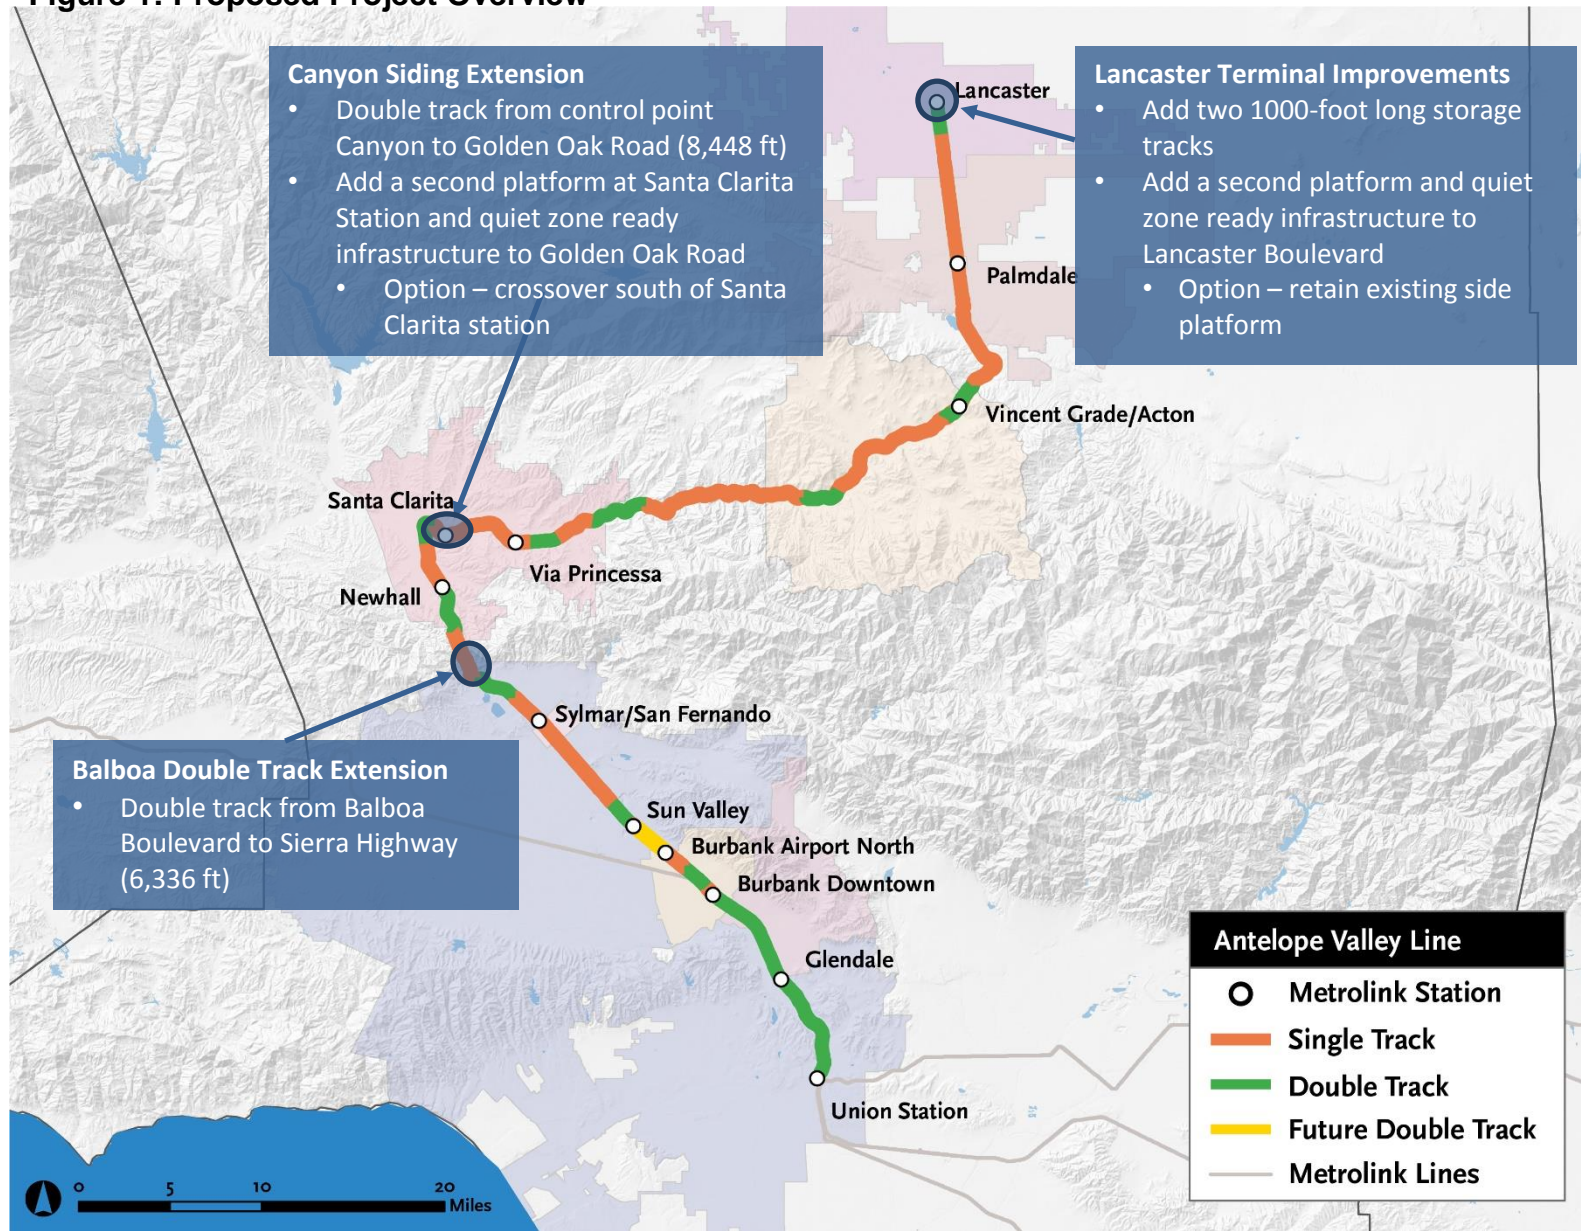 Figure 1: Proposed Project Overview
Canyon Siding Extension
• Double track from control point
Canyon to Golden Oak Road (8,448 ft)
• Add a second platform at Santa Clarita
Station and quiet zone ready
infrastructure to Golden Oak Road
• Option – crossover south of Santa
Clarita station
Lancaster Terminal Improvements
• Add two 1000-foot long storage
tracks
• Add a second platform and quiet
zone ready infrastructure to
Lancaster Boulevard
• Option – retain existing side
platform
Lancaster
Palmdale
Vincent Grade/Acton
Santa Clarita
Via Princessa
Newhall
Sylmar/San Fernando
Balboa Double Track Extension
• Double track from Balboa
Boulevard to Sierra Highway
(6,336 ft)
Sun Valley
Burbank Airport North
Burbank Downtown
Glendale
Union Station
Antelope Valley Line
Metrolink Station
Single Track
Double Track
Future Double Track
Metrolink Lines
0 5 10 20
Miles